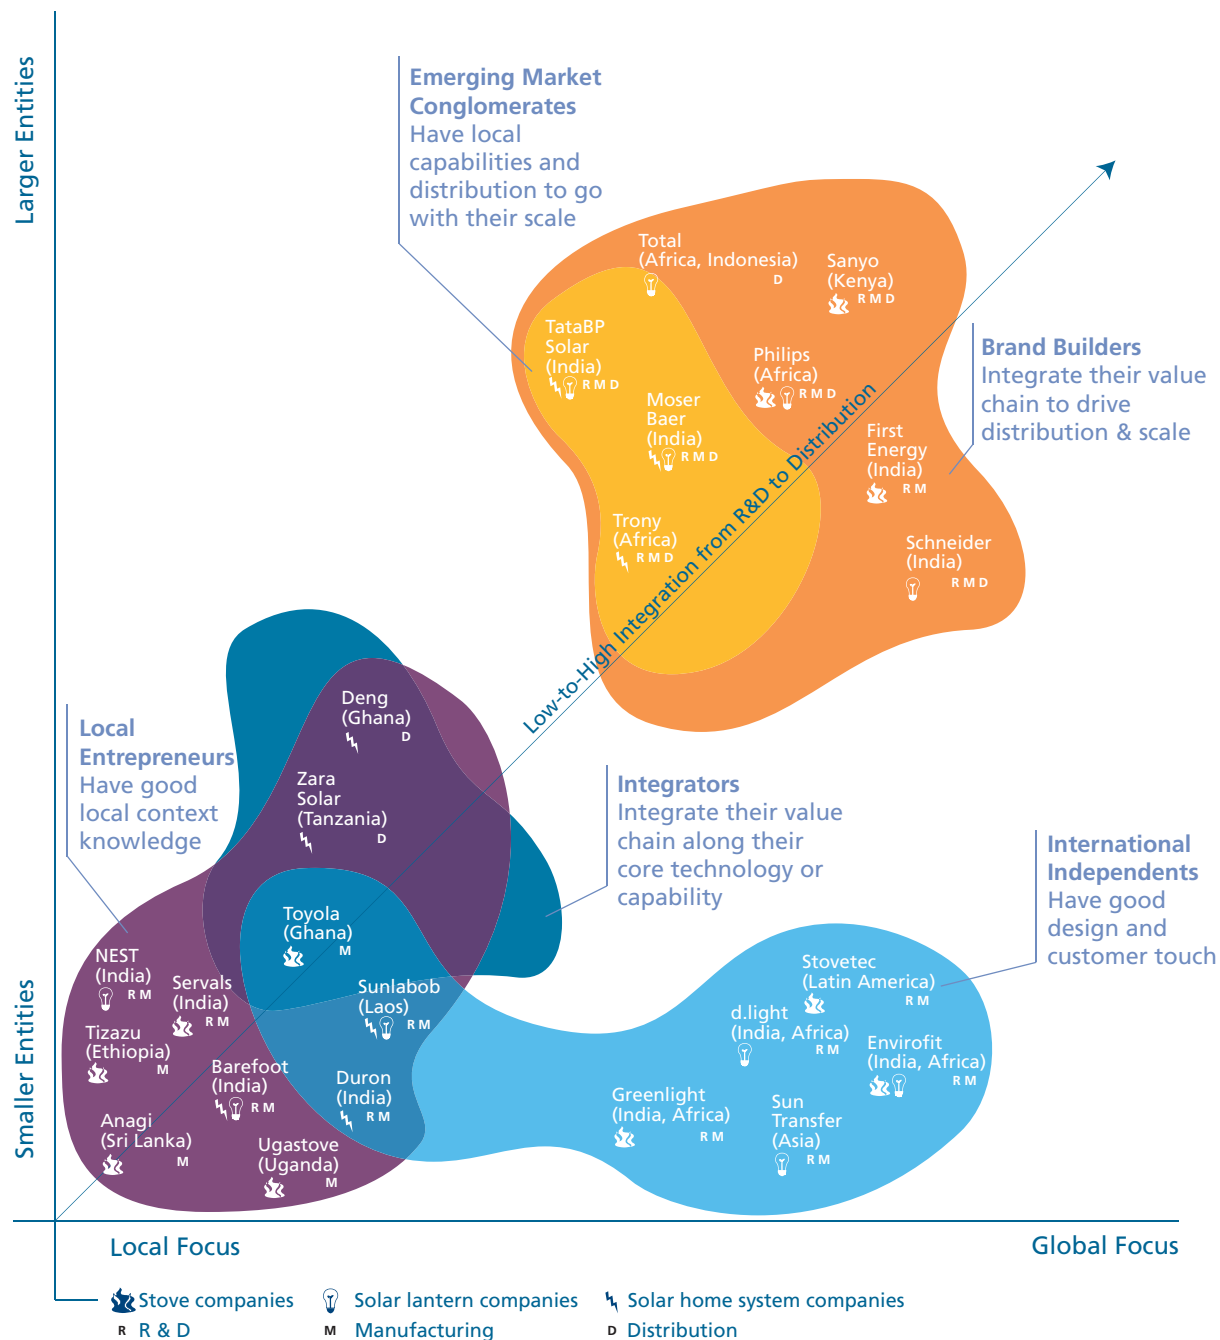 Larger Entities
Smaller Entities
Emerging Market
Conglomerates
Have local
capabilities and
distribution to go
with their scale
Total
(Africa, Indonesia)
D
Sanyo
(Kenya)
R M D
TataBP
Solar
(India)
R M D
Philips
(Africa)
R M D
Moser
Baer
(India)
R M D
Brand Builders
Integrate their value
chain to drive
distribution & scale
First
Energy
(India)
R M
Trony
(Africa)
R M D
Schneider
(India)
R M D
Low-to-High Integration from R&D to Distribution
Deng
(Ghana)
D
Local
Entrepreneurs
Have good
local context
knowledge
Zara
Solar
(Tanzania)
D
Integrators
Integrate their value
chain along their
core technology or
capability
International
Independents
Have good
design and
customer touch
Toyola
(Ghana)
M
NEST
(India)
R M
Servals
(India)
R M
Sunlabob
(Laos)
R M
Stovetec
(Latin America)
R M
d.light
(India, Africa)
R M
Tizazu
(Ethiopia)
M
Envirofit
(India, Africa)
R M
Barefoot
(India)
R M
Duron
(India)
R M
Greenlight
(India, Africa)
R M
Sun
Transfer
(Asia)
R M
Anagi
(Sri Lanka)
M
Ugastove
(Uganda)
M
Local Focus
Global Focus
Stove companies
Solar lantern companies
Solar home system companies
R R & D
M Manufacturing
D Distribution